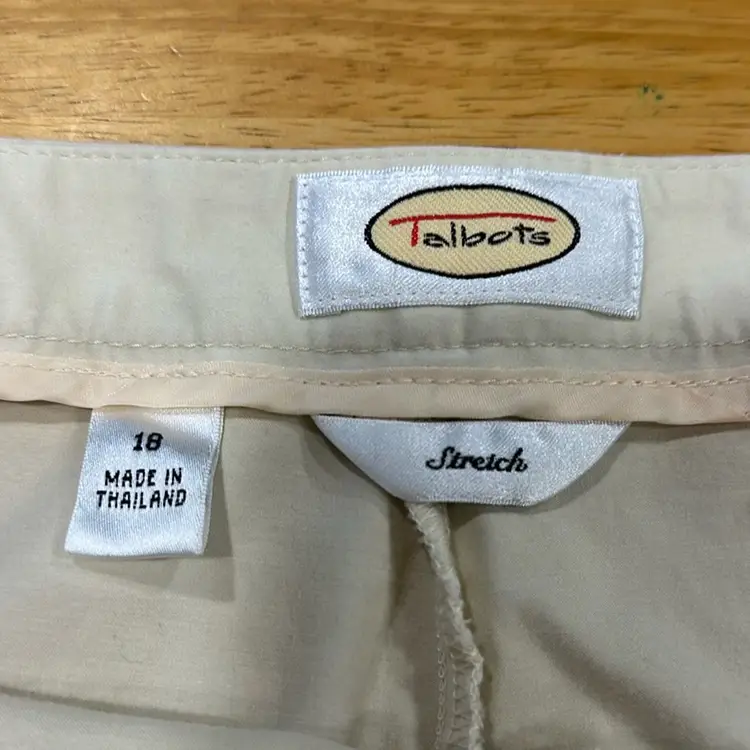 Talbots
18
MADE IN
THAILAND
Stretch